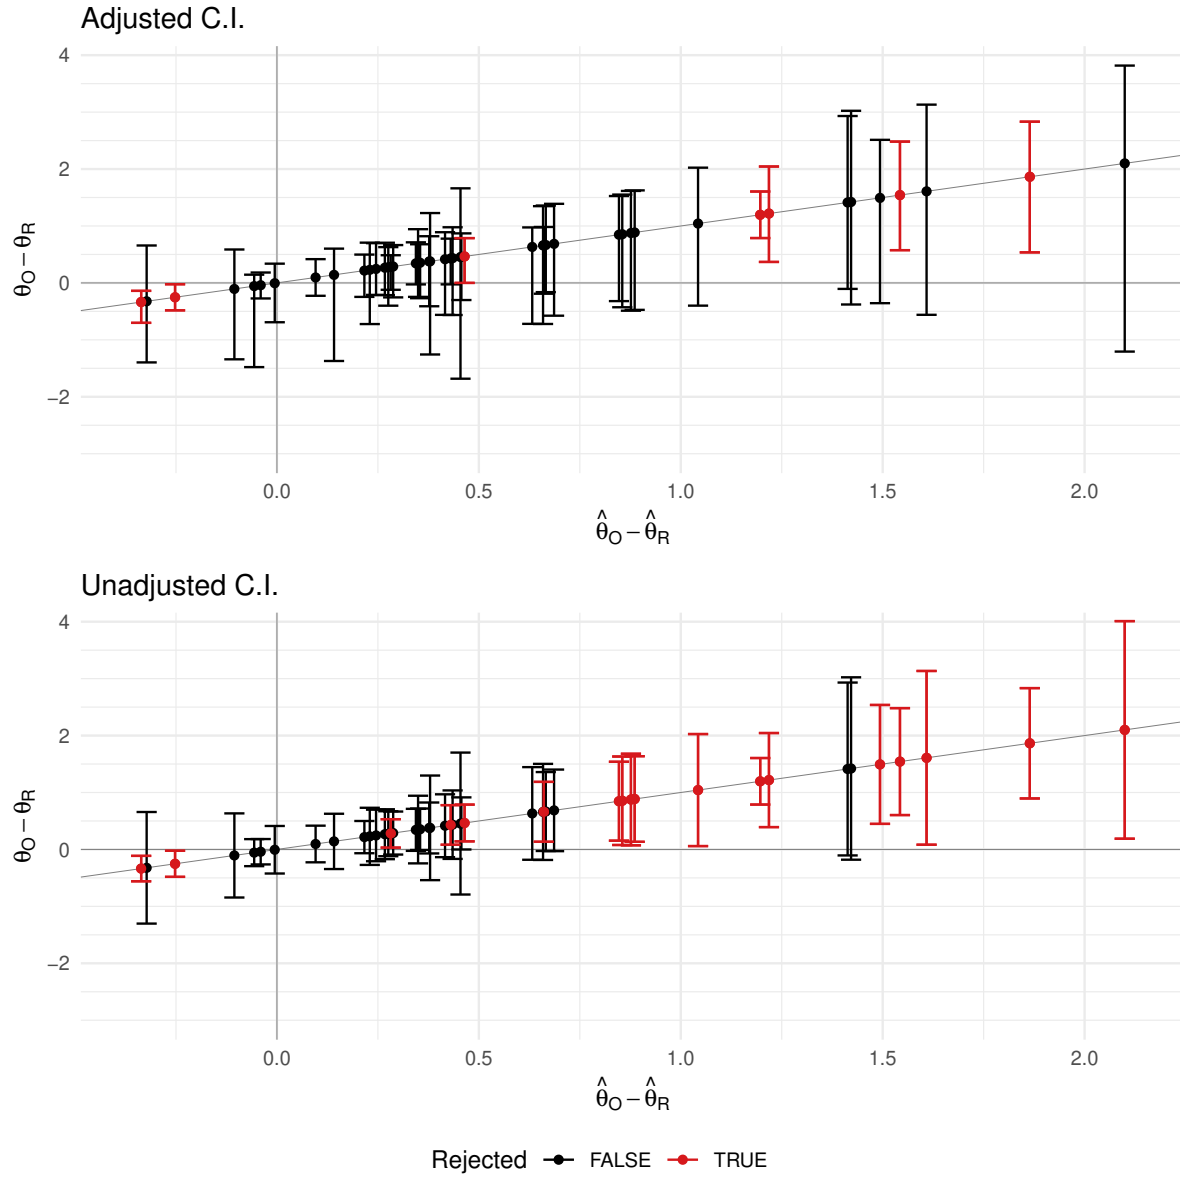 Adjusted C.I.
4
2
0
−2
θO − θR
0.0 0.5 1.0 1.5 2.0
θ̂O − θ̂R
Unadjusted C.I.
4
2
0
−2
θO − θR
0.0 0.5 1.0 1.5 2.0
θ̂O − θ̂R
Rejected FALSE TRUE